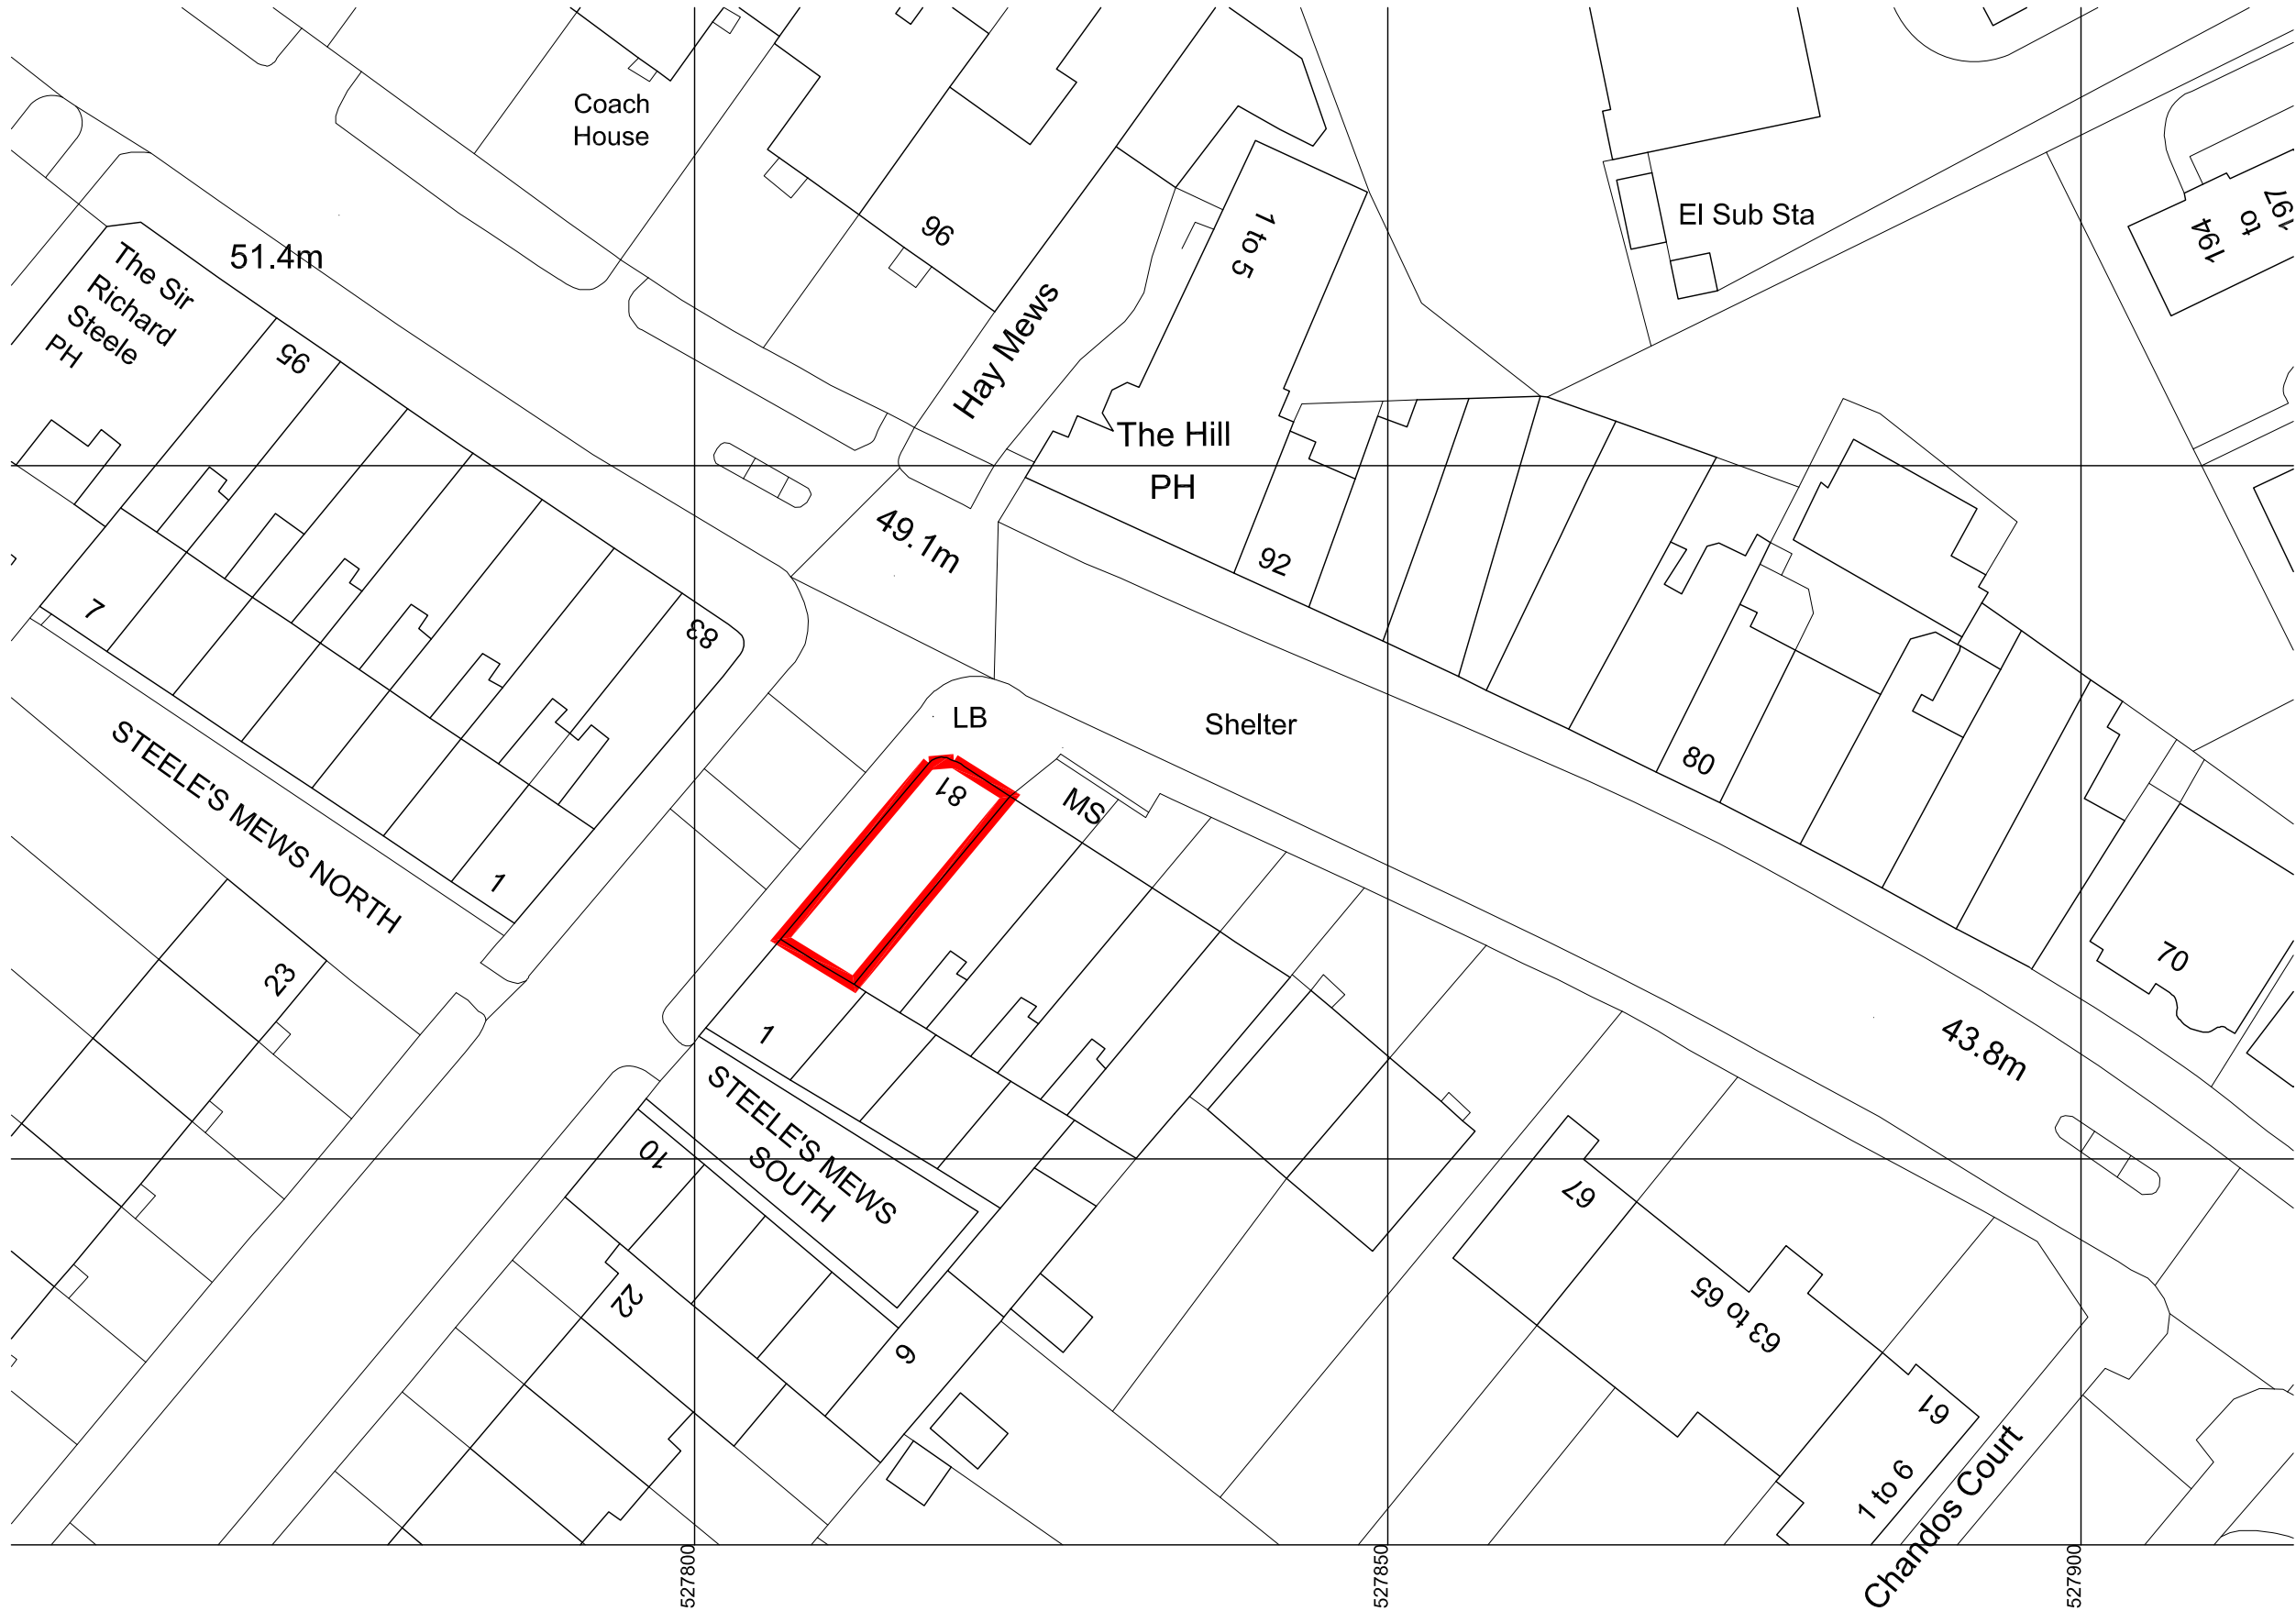 Coach
House
96
1 to 5
El Sub Sta
194
to
197
51.4m
The Sir
Richard
Steele
PH
95
Hay Mews
The Hill
PH
49.1m
92
7
83
LB
Shelter
80
81
MS
STEELE'S MEWS NORTH
1
23
70
1
43.8m
STEELE'S MEWS
SOUTH
10
67
22
63 to 65
6
61
1 to 6
Chandos Court
527800
527850
527900